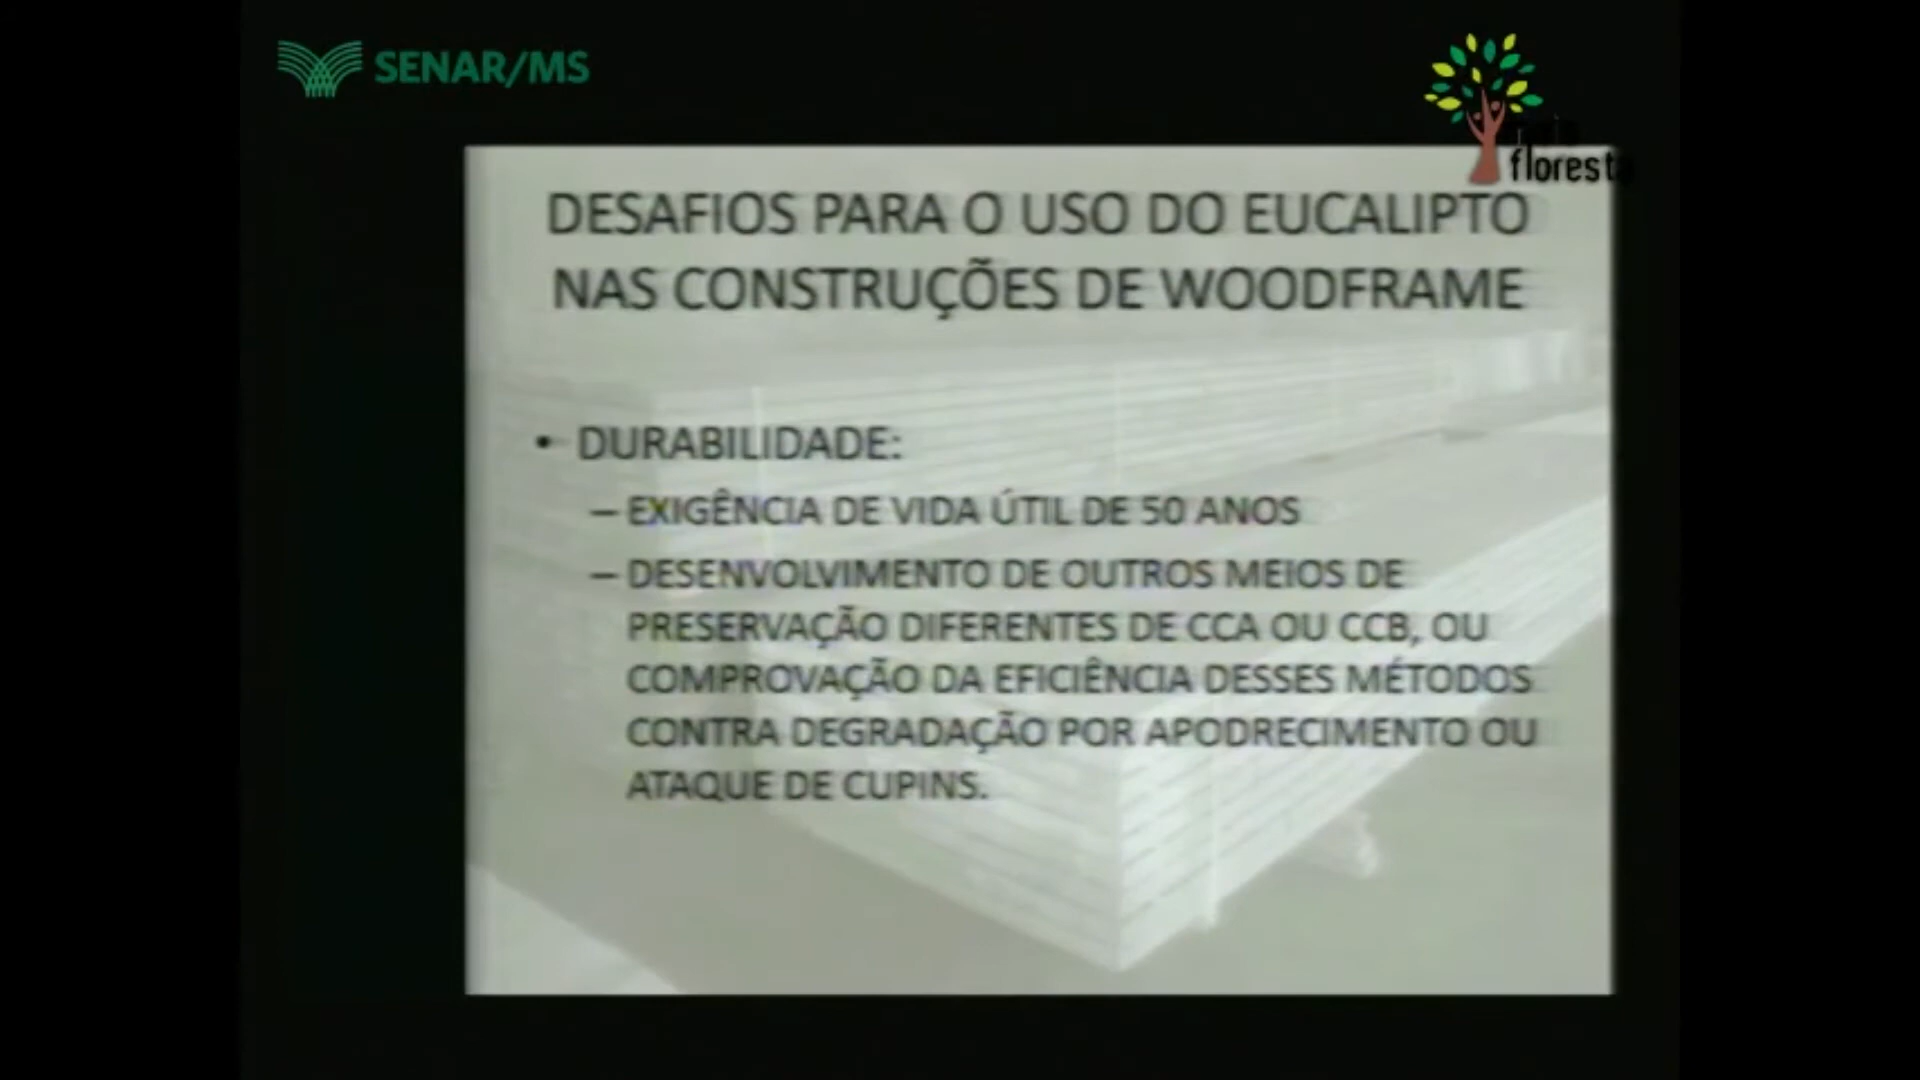 SENAR/MS
floresta
DESAFIOS PARA O USO DO EUCALIPTO
NAS CONSTRUÇÕES DE WOODFRAME
• DURABILIDADE:
– EXIGÊNCIA DE VIDA ÚTIL DE 50 ANOS
– DESENVOLVIMENTO DE OUTROS MEIOS DE
PRESERVAÇÃO DIFERENTES DE CCA OU CCB, OU
COMPROVAÇÃO DA EFICIÊNCIA DESSES MÉTODOS
CONTRA DEGRADAÇÃO POR APODRECIMENTO OU
ATAQUE DE CUPINS.